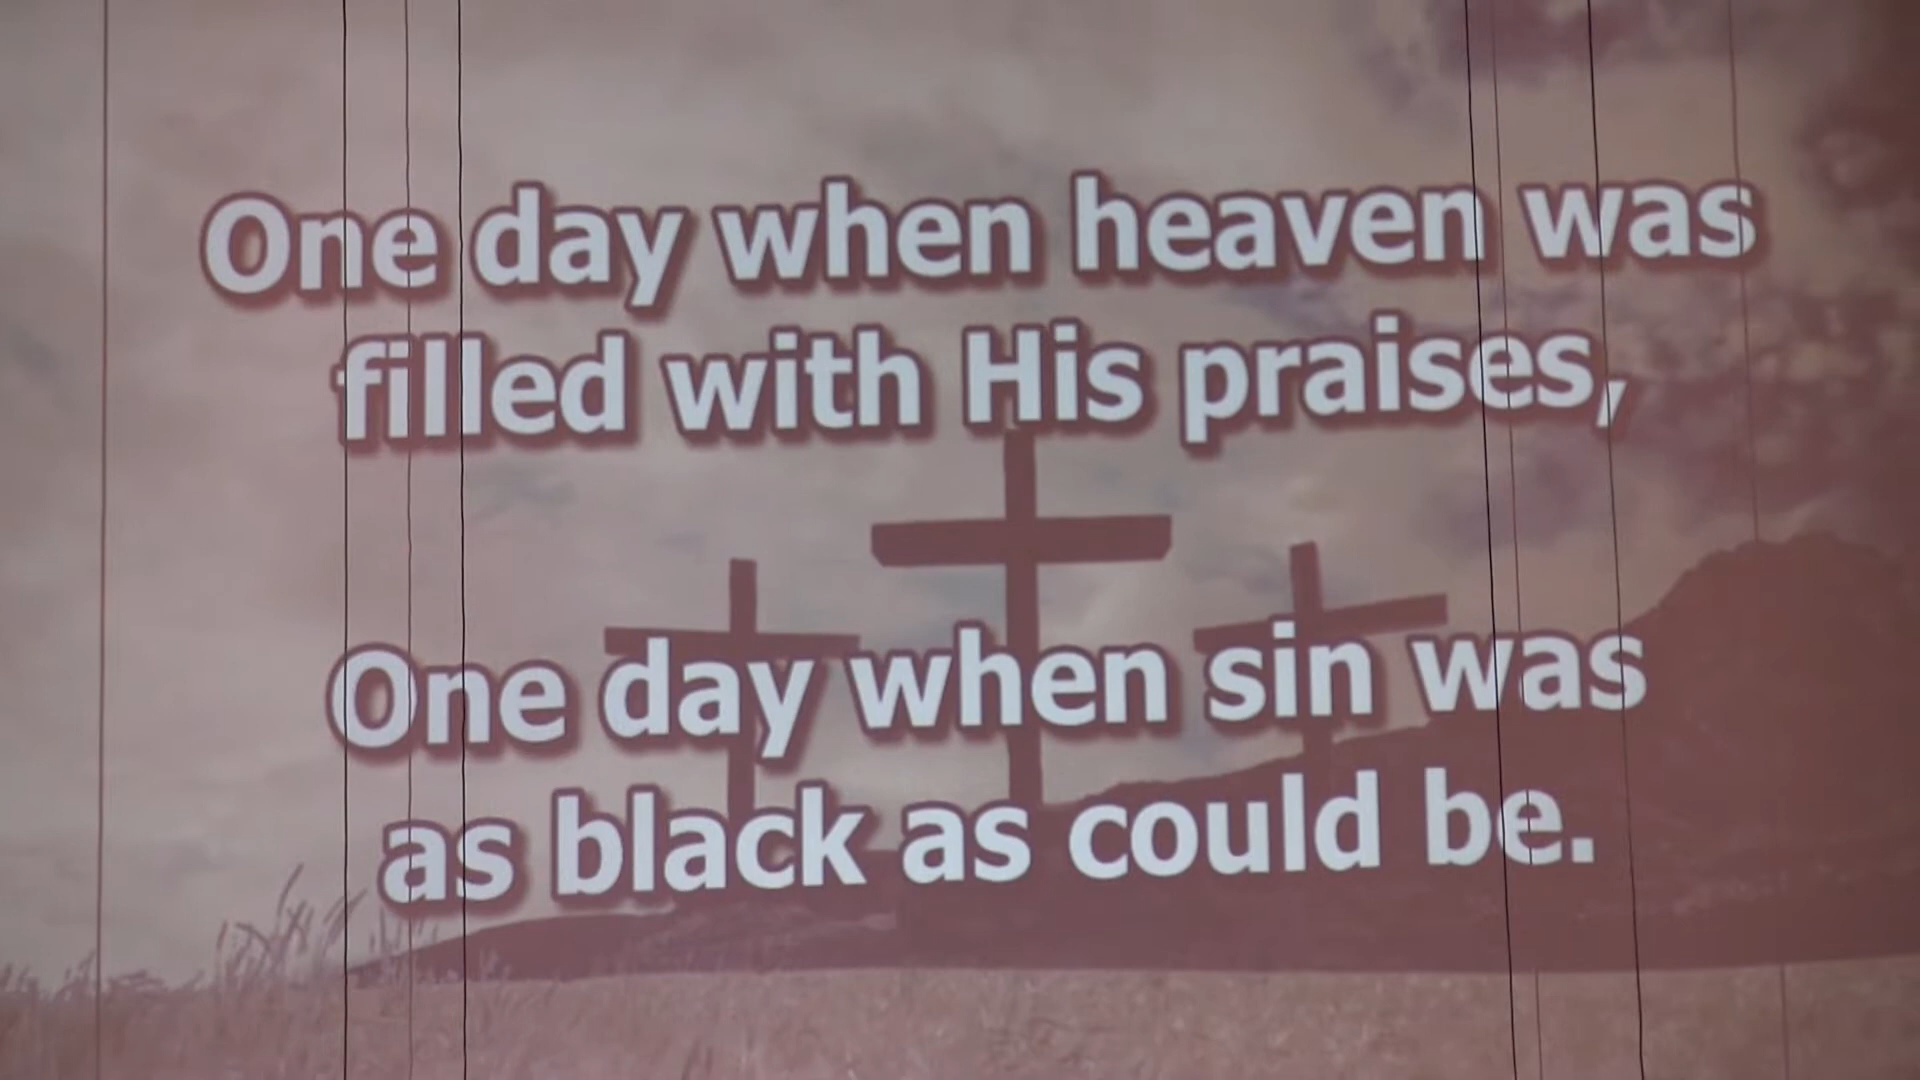 One day when heaven was
filled with His praises,
One day when sin was
as black as could be.